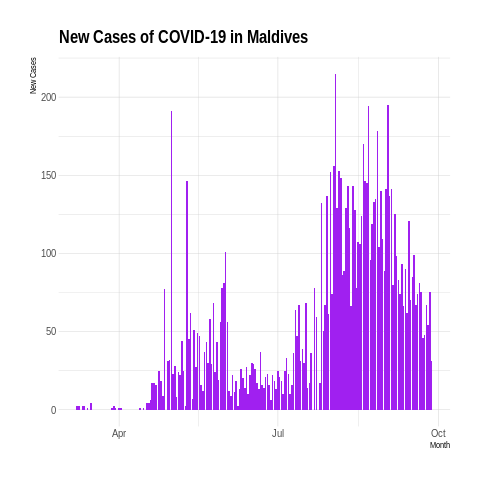 New Cases of COVID-19 in Maldives
New Cases
200
150
100
50
0
Apr
Jul
Oct
Month